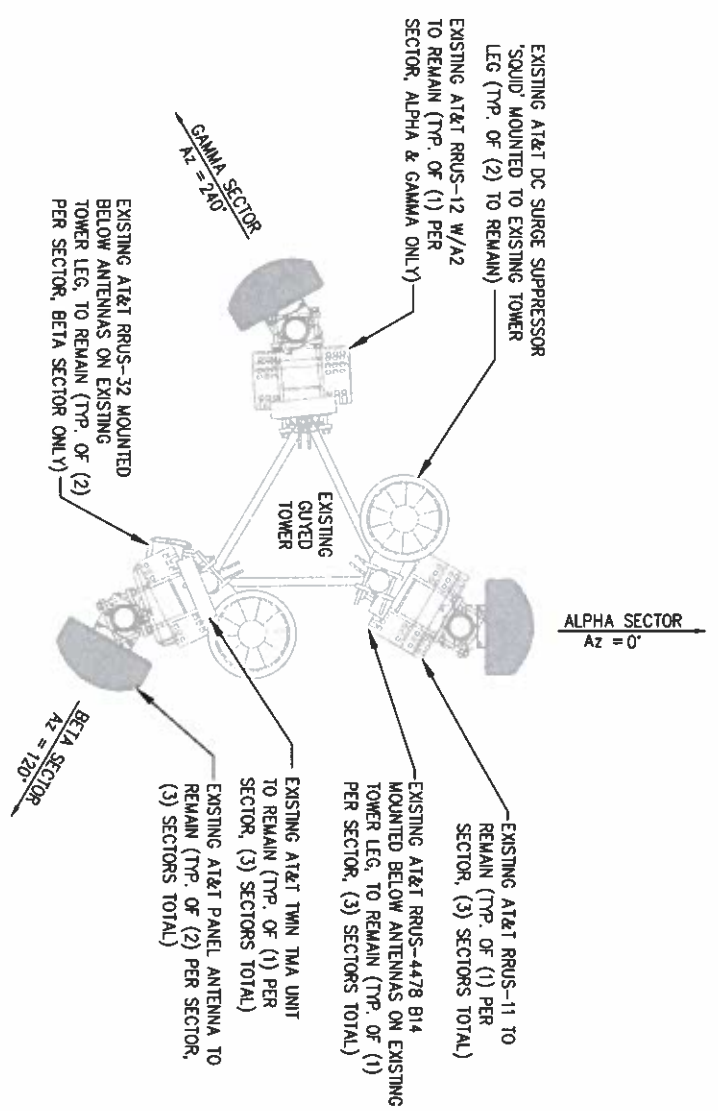 EXISTING AT&T DC SURGE SUPPRESSOR
'SQUID' MOUNTED TO EXISTING TOWER
LEG (TYP. OF (2) TO REMAIN)
EXISTING AT&T RRUS-12 W/A2
TO REMAIN (TYP. OF (1) PER
SECTOR, ALPHA & GAMMA ONLY)
GAMMA SECTOR
Az = 240°
EXISTING AT&T RRUS-32 MOUNTED
BELOW ANTENNAS ON EXISTING
TOWER LEG, TO REMAIN (TYP. OF (2)
PER SECTOR, BETA SECTOR ONLY)
EXISTING
GUYED
TOWER
ALPHA SECTOR
Az = 0°
EXISTING AT&T RRUS-11 TO
REMAIN (TYP. OF (1) PER
SECTOR, (3) SECTORS TOTAL)
EXISTING AT&T RRUS-4478 B14
MOUNTED BELOW ANTENNAS ON EXISTING
TOWER LEG, TO REMAIN (TYP. OF (1)
PER SECTOR, (3) SECTORS TOTAL)
EXISTING AT&T TWIN TMA UNIT
TO REMAIN (TYP. OF (1) PER
SECTOR, (3) SECTORS TOTAL)
EXISTING AT&T PANEL ANTENNA TO
REMAIN (TYP. OF (2) PER SECTOR,
(3) SECTORS TOTAL)
BETA SECTOR
Az = 120°